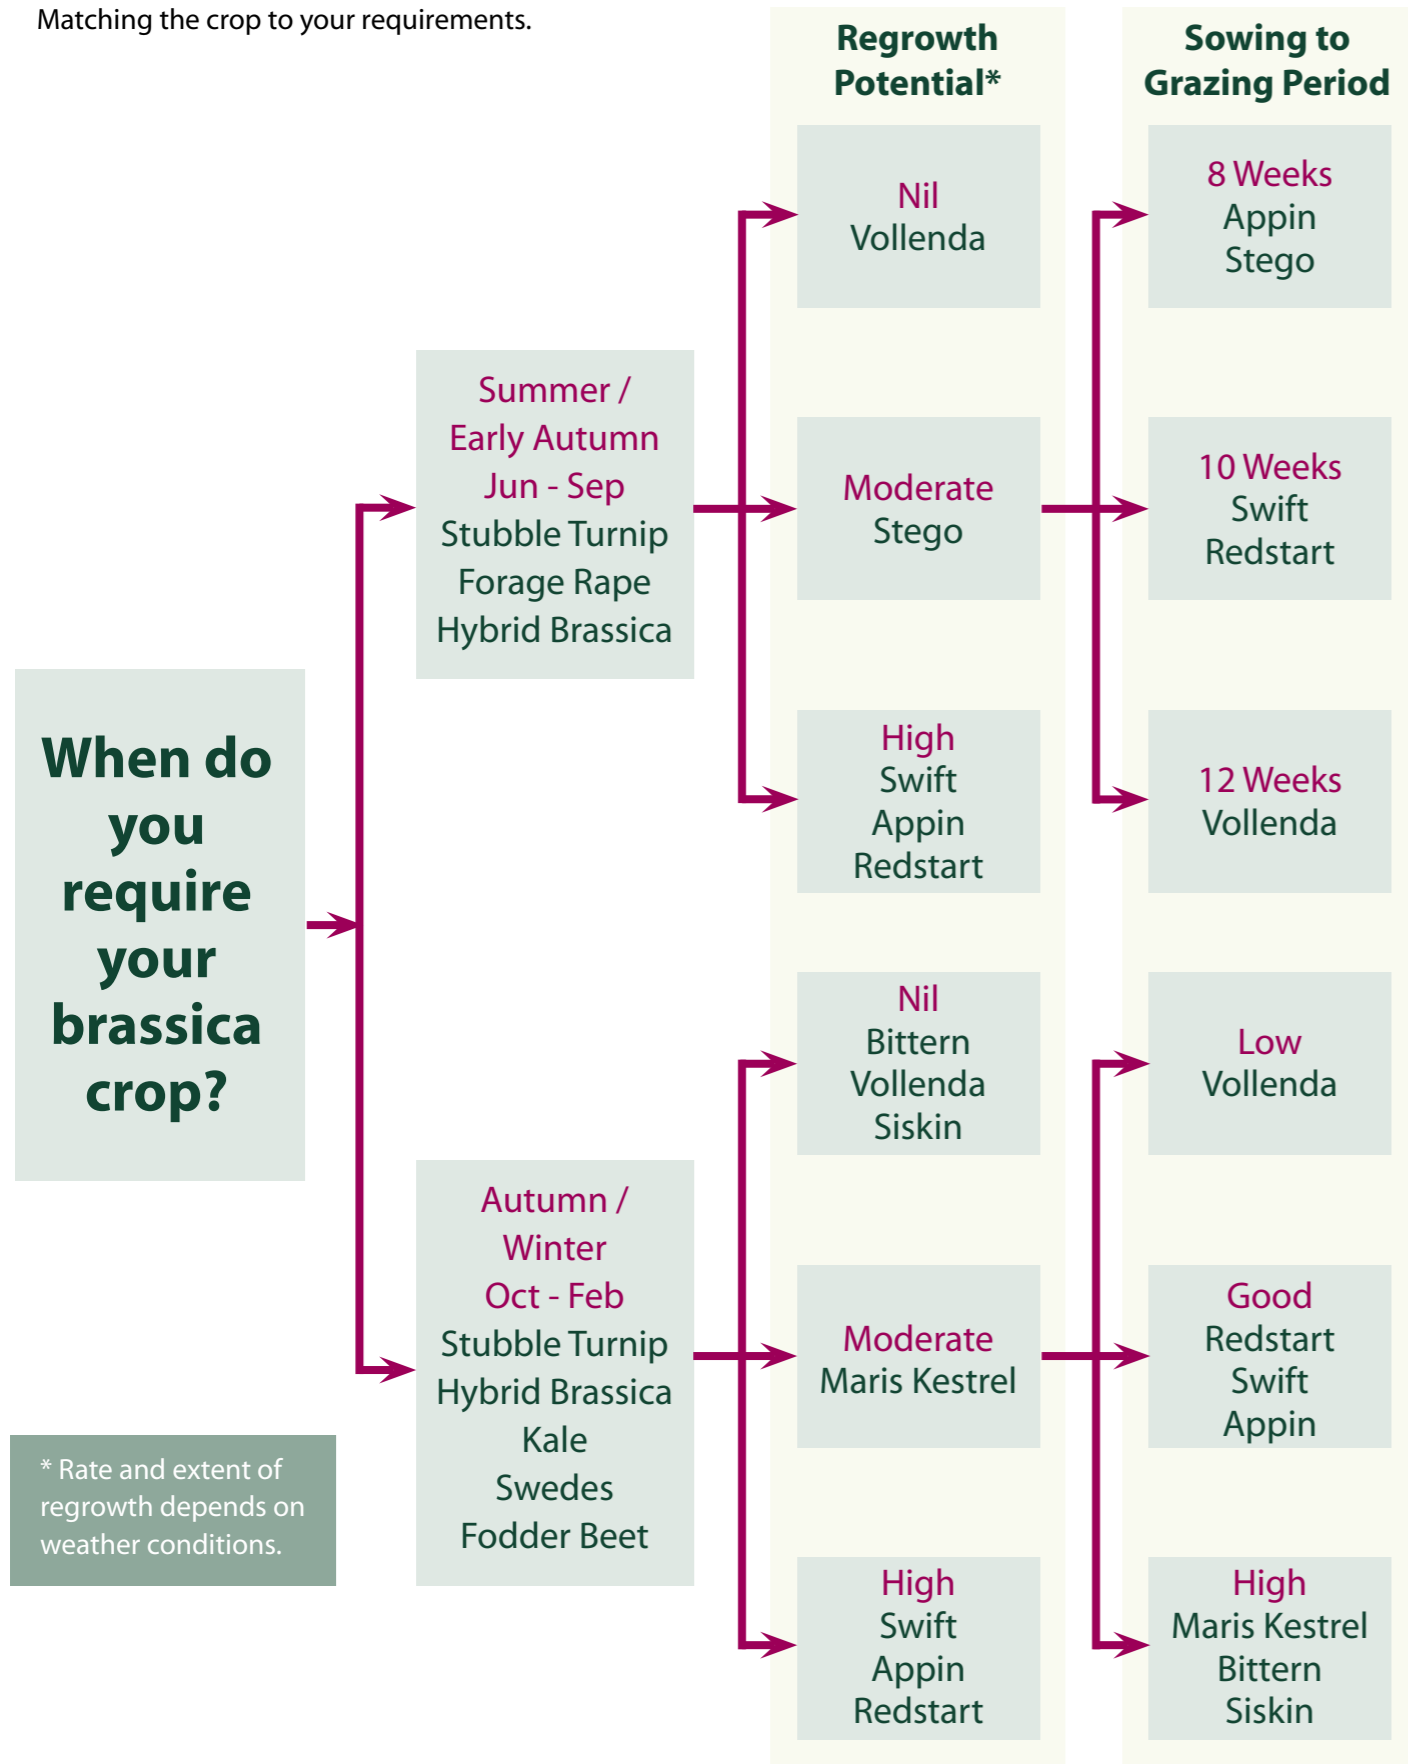 Matching the crop to your requirements.
Regrowth
Potential*
Sowing to
Grazing Period
When do
you
require
your
brassica
crop?
Summer /
Early Autumn
Jun - Sep
Stubble Turnip
Forage Rape
Hybrid Brassica
Nil
Vollenda
Moderate
Stego
High
Swift
Appin
Redstart
8 Weeks
Appin
Stego
10 Weeks
Swift
Redstart
12 Weeks
Vollenda
Autumn /
Winter
Oct - Feb
Stubble Turnip
Hybrid Brassica
Kale
Swedes
Fodder Beet
Nil
Bittern
Vollenda
Siskin
Moderate
Maris Kestrel
High
Swift
Appin
Redstart
Low
Vollenda
Good
Redstart
Swift
Appin
High
Maris Kestrel
Bittern
Siskin
* Rate and extent of
regrowth depends on
weather conditions.